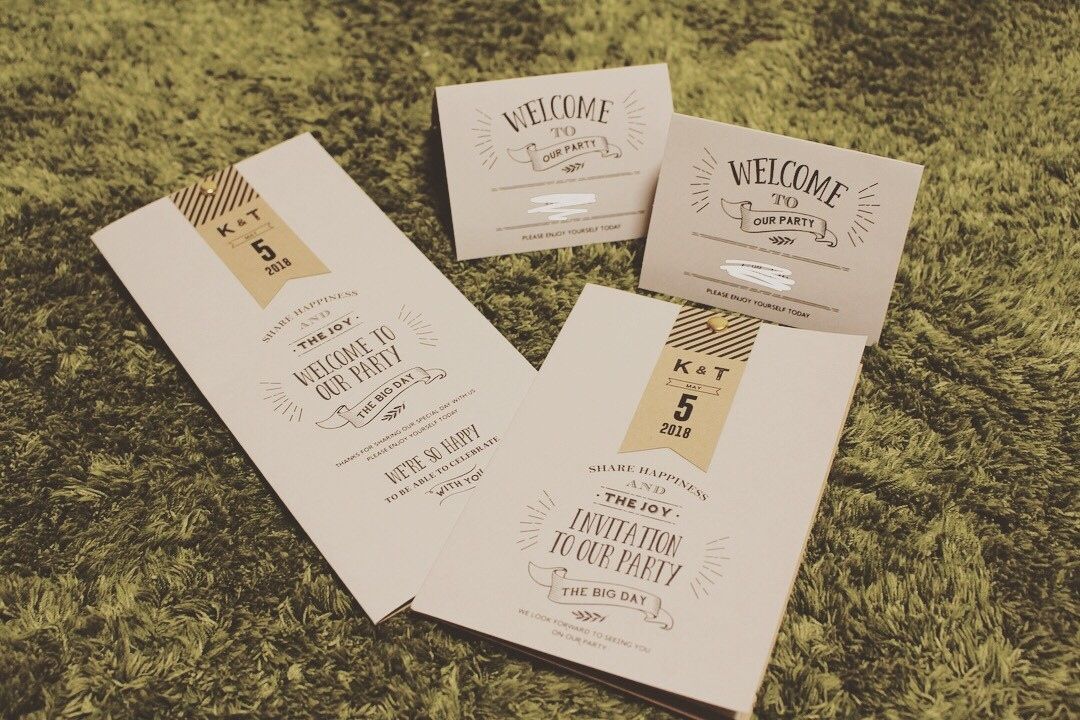 WELCOME
TO
OUR PARTY
PLEASE ENJOY YOURSELF TODAY
WELCOME
TO
OUR PARTY
PLEASE ENJOY YOURSELF TODAY
K & T
MAY
5
2018
SHARE HAPPINESS
AND
THE JOY
WELCOME TO
OUR PARTY
THE BIG DAY
THANKS FOR SHARING OUR SPECIAL DAY WITH US
PLEASE ENJOY YOURSELF TODAY
WE'RE SO HAPPY
TO BE ABLE TO CELEBRATE
WITH YOU
K & T
MAY
5
2018
SHARE HAPPINESS
AND
· THE JOY ·
INVITATION
TO OUR PARTY
THE BIG DAY
WE LOOK FORWARD TO SEEING YOU
ON OUR PARTY